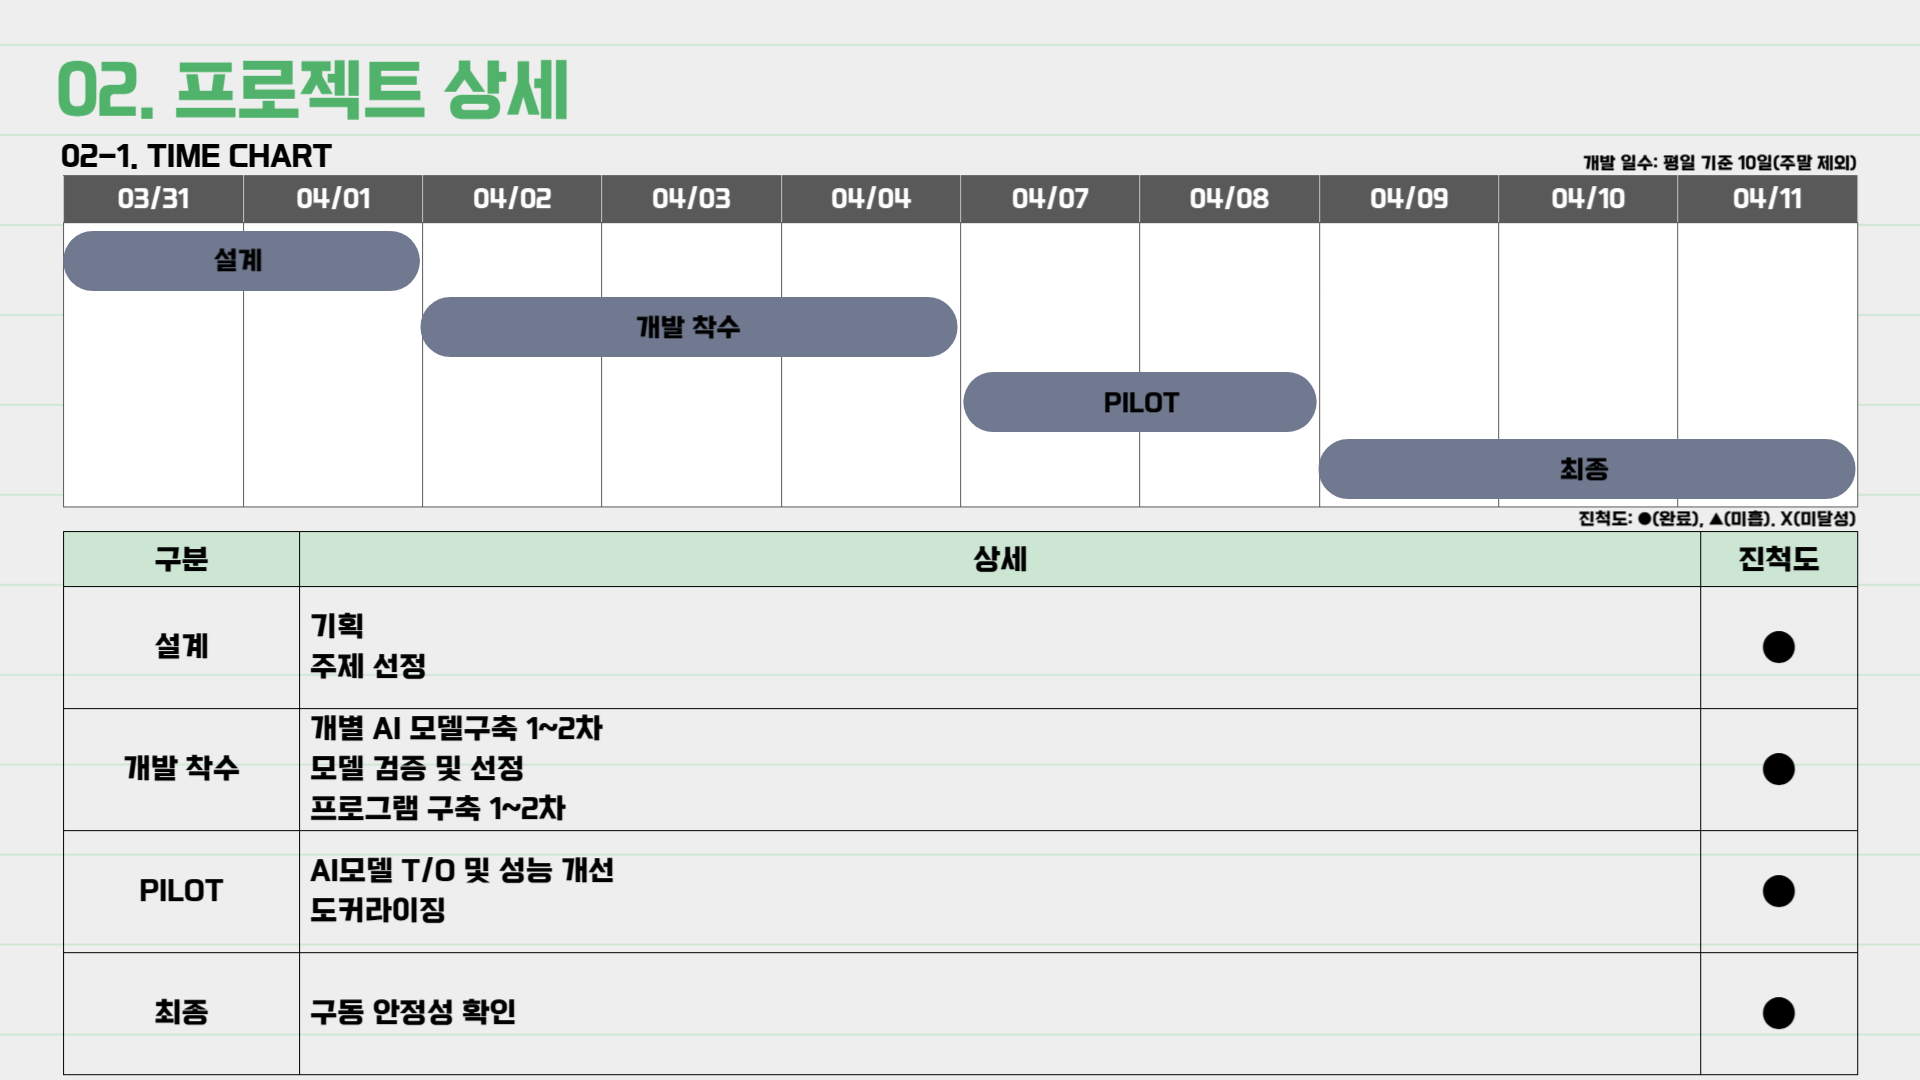 02. 프로젝트 상세
02-1. TIME CHART
개발 일수: 평일 기준 10일(주말 제외)
03/31 04/01 04/02 04/03 04/04 04/07 04/08 04/09 04/10 04/11
설계
개발 착수
PILOT
최종
진척도: ●(완료), ▲(미흡). X(미달성)
구분 상세 진척도
설계
기획
주제 선정
●
개발 착수
개별 AI 모델구축 1~2차
모델 검증 및 선정
프로그램 구축 1~2차
●
PILOT
AI모델 T/O 및 성능 개선
도커라이징
●
최종
구동 안정성 확인
●